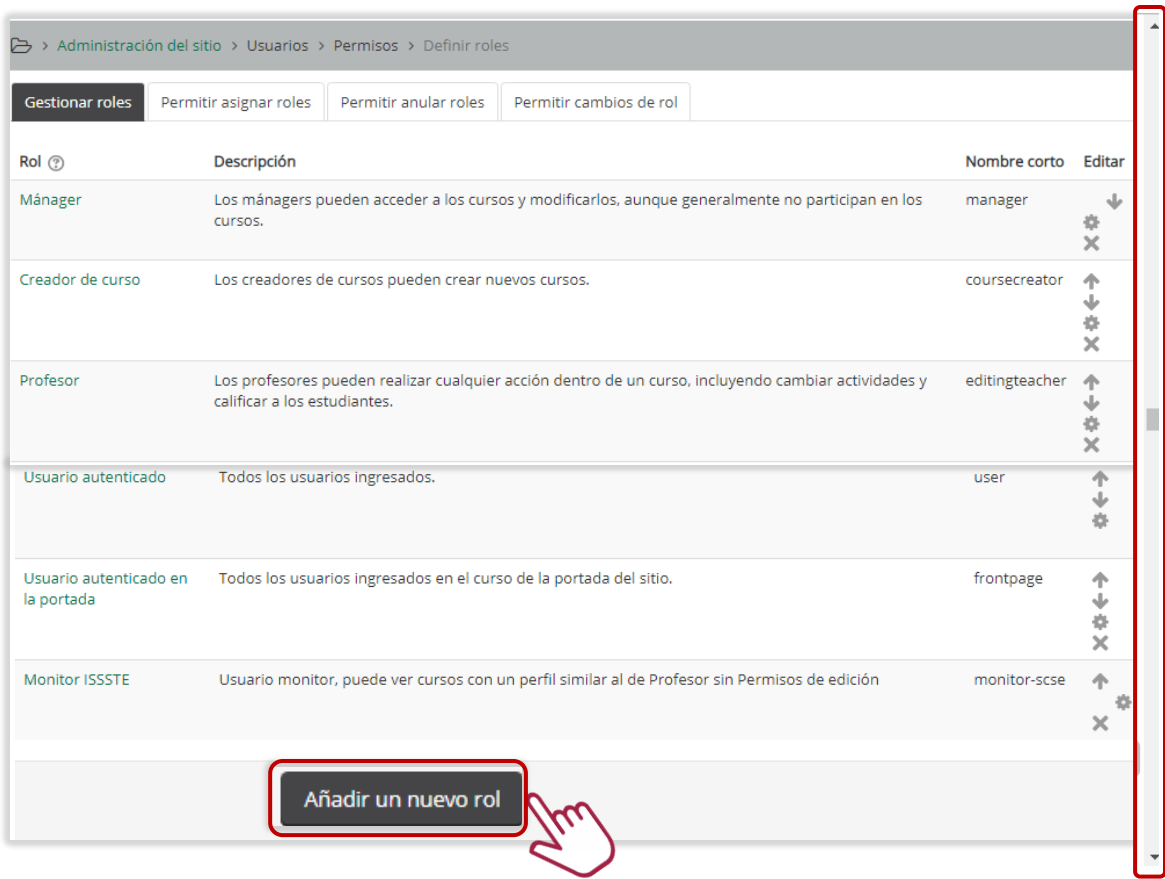 Administración del sitio > Usuarios > Permisos > Definir roles
Gestionar roles Permitir asignar roles Permitir anular roles Permitir cambios de rol
Rol Descripción Nombre corto Editar
Mánager Los mánagers pueden acceder a los cursos y modificarlos, aunque generalmente no participan en los manager
cursos.
Creador de curso Los creadores de cursos pueden crear nuevos cursos. coursecreator
Profesor Los profesores pueden realizar cualquier acción dentro de un curso, incluyendo cambiar actividades y editingteacher
calificar a los estudiantes.
Usuario autenticado Todos los usuarios ingresados. user
Usuario autenticado en Todos los usuarios ingresados en el curso de la portada del sitio. frontpage
la portada
Monitor ISSSTE Usuario monitor, puede ver cursos con un perfil similar al de Profesor sin Permisos de edición monitor-scse
Añadir un nuevo rol